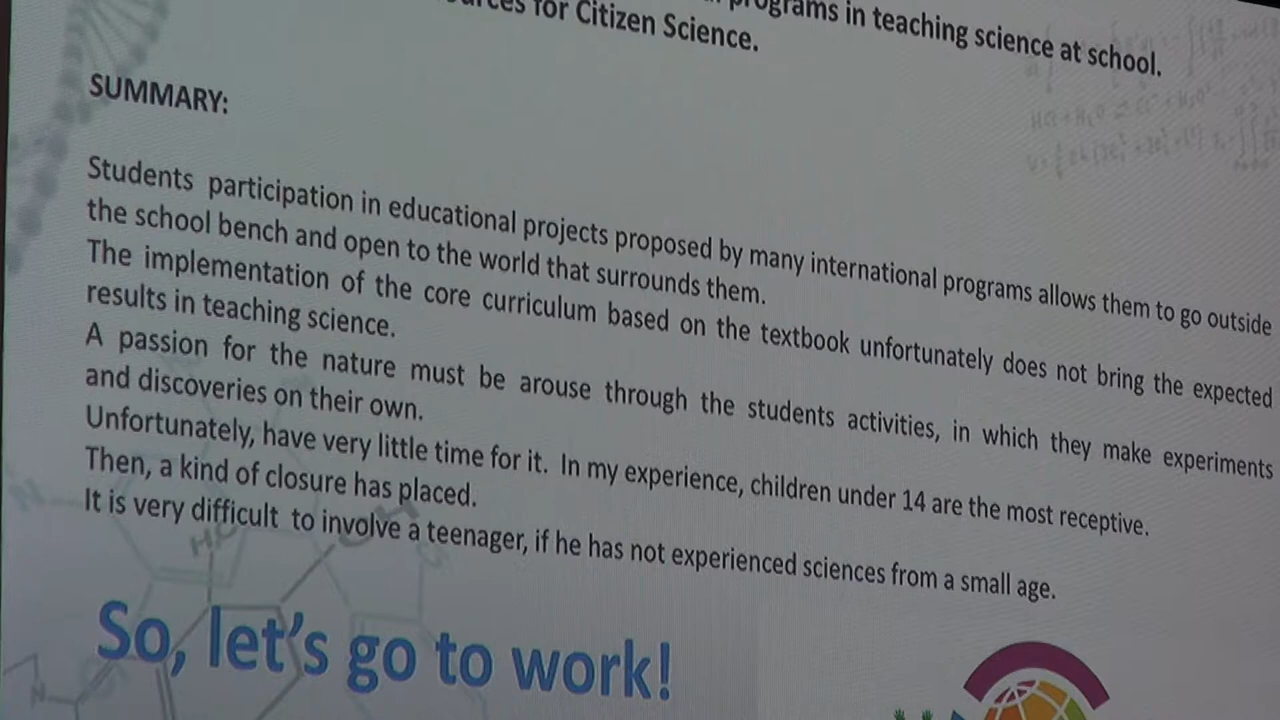 programs in teaching science at school.
for Citizen Science.
SUMMARY:
Students participation in educational projects proposed by many international programs allows them to go outside
the school bench and open to the world that surrounds them.
The implementation of the core curriculum based on the textbook unfortunately does not bring the expected
results in teaching science.
A passion for the nature must be arouse through the students activities, in which they make experiments
and discoveries on their own.
Unfortunately, have very little time for it. In my experience, children under 14 are the most receptive.
Then, a kind of closure has placed.
It is very difficult to involve a teenager, if he has not experienced sciences from a small age.
So, let's go to work!